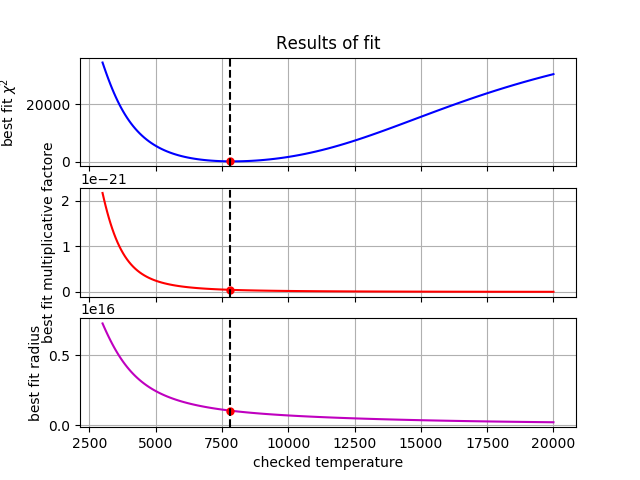 Results of fit
best fit χ²
20000
0
1e−21
best fit multiplicative factore
2
1
0
1e16
best fit radius
0.5
0.0
2500 5000 7500 10000 12500 15000 17500 20000
checked temperature